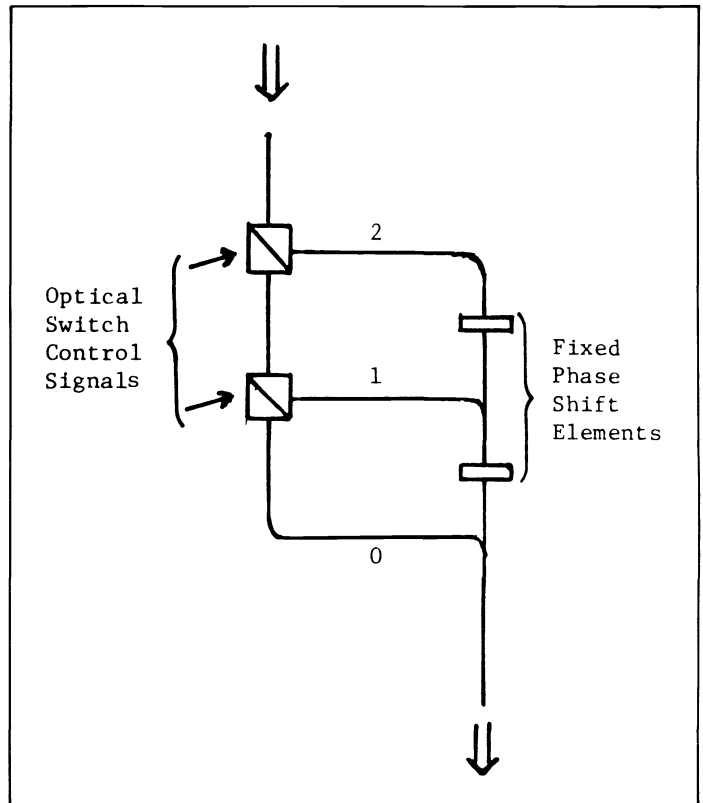 2
Optical
Switch
Control
Signals
1
Fixed
Phase
Shift
Elements
0